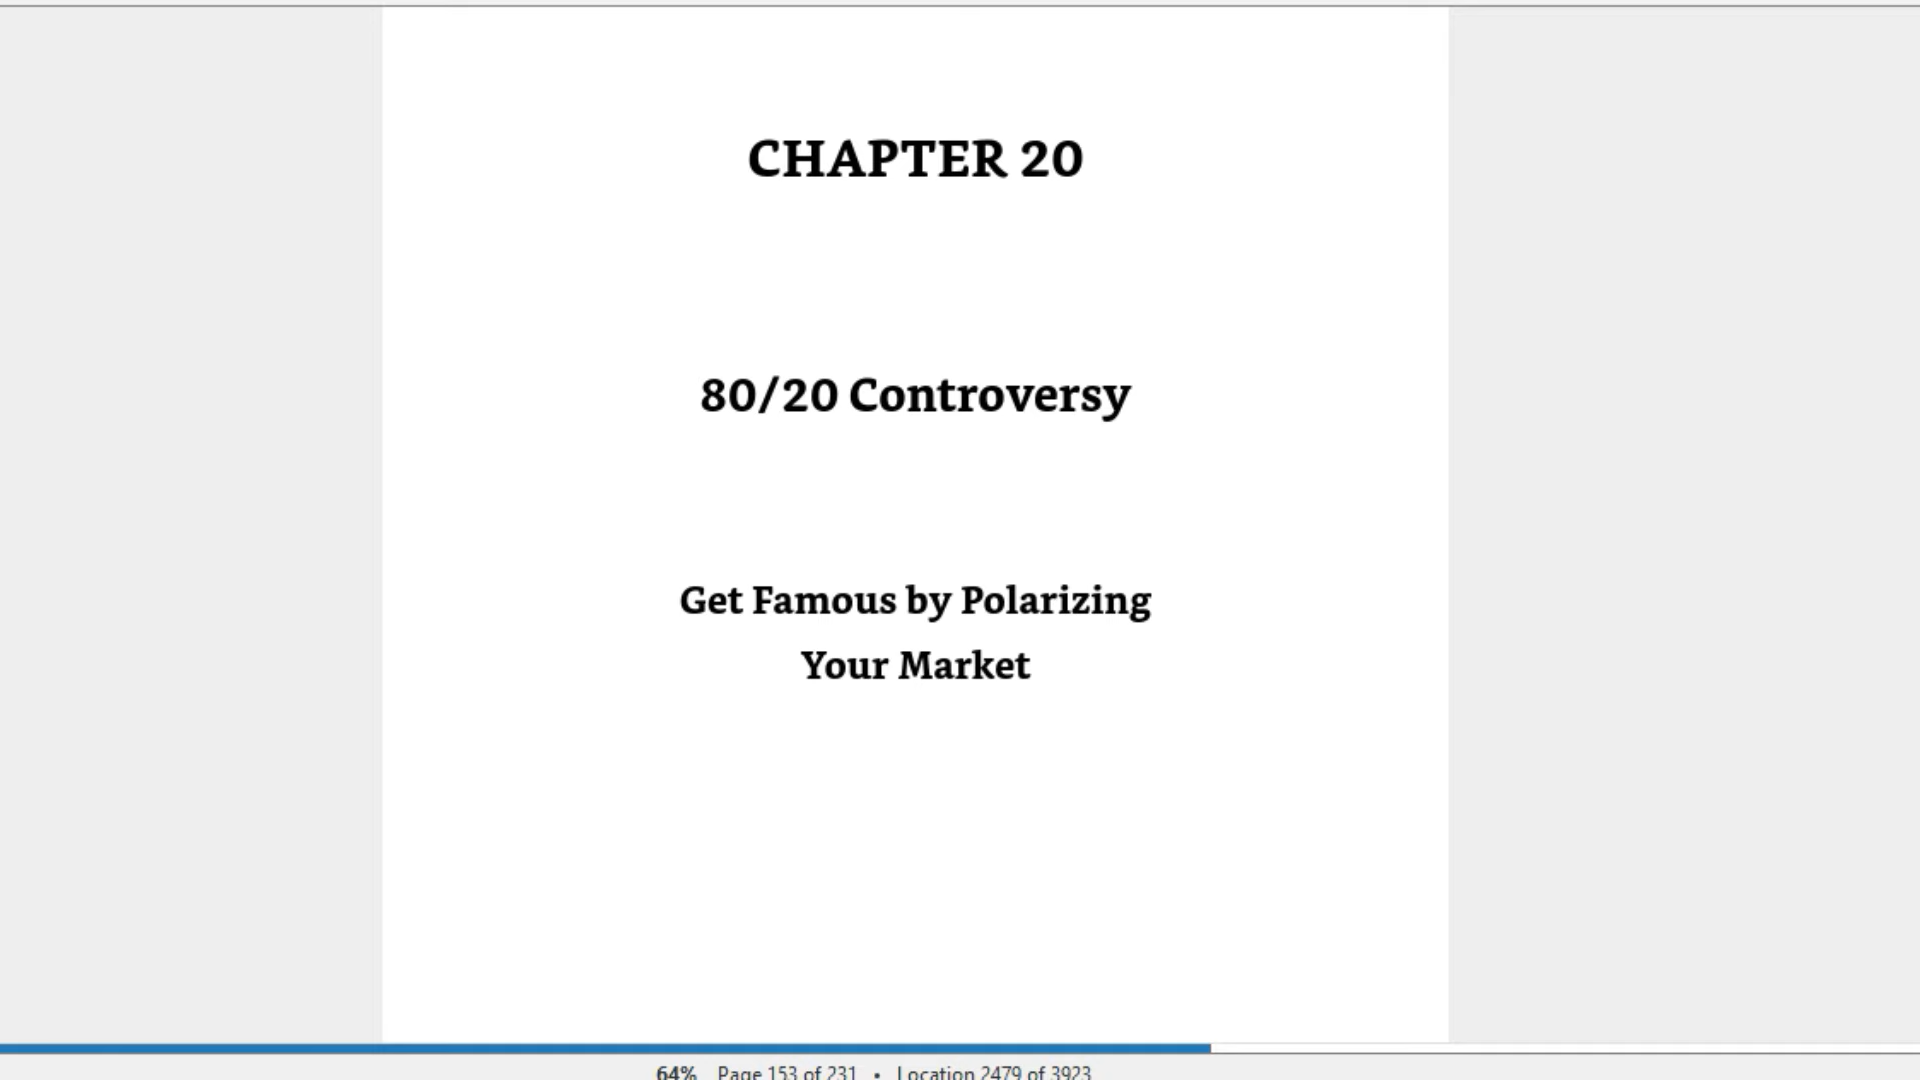 CHAPTER 20
80/20 Controversy
Get Famous by Polarizing
Your Market
64% Page 153 of 231 • Location 2479 of 3923